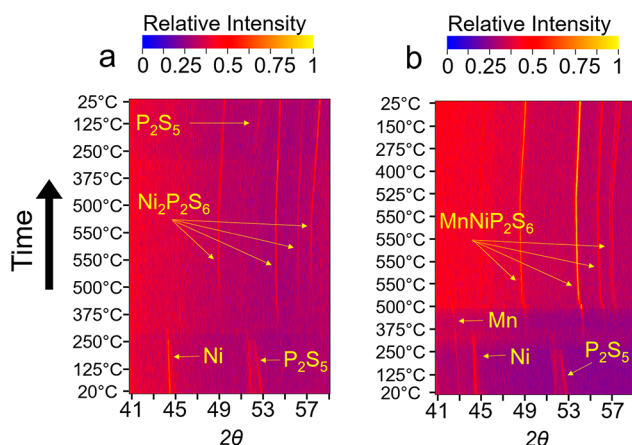 Relative Intensity
0 0.25 0.5 0.75 1
a
25°C
125°C
250°C
375°C
500°C
550°C
550°C
500°C
375°C
250°C
125°C
20°C
Time
P₂S₅
Ni₂P₂S₆
Ni
P₂S₅
41 45 49 53 57
2θ
Relative Intensity
0 0.25 0.5 0.75 1
b
25°C
150°C
275°C
400°C
525°C
550°C
550°C
550°C
500°C
375°C
250°C
125°C
20°C
MnNiP₂S₆
Mn
Ni
P₂S₅
41 45 49 53 57
2θ